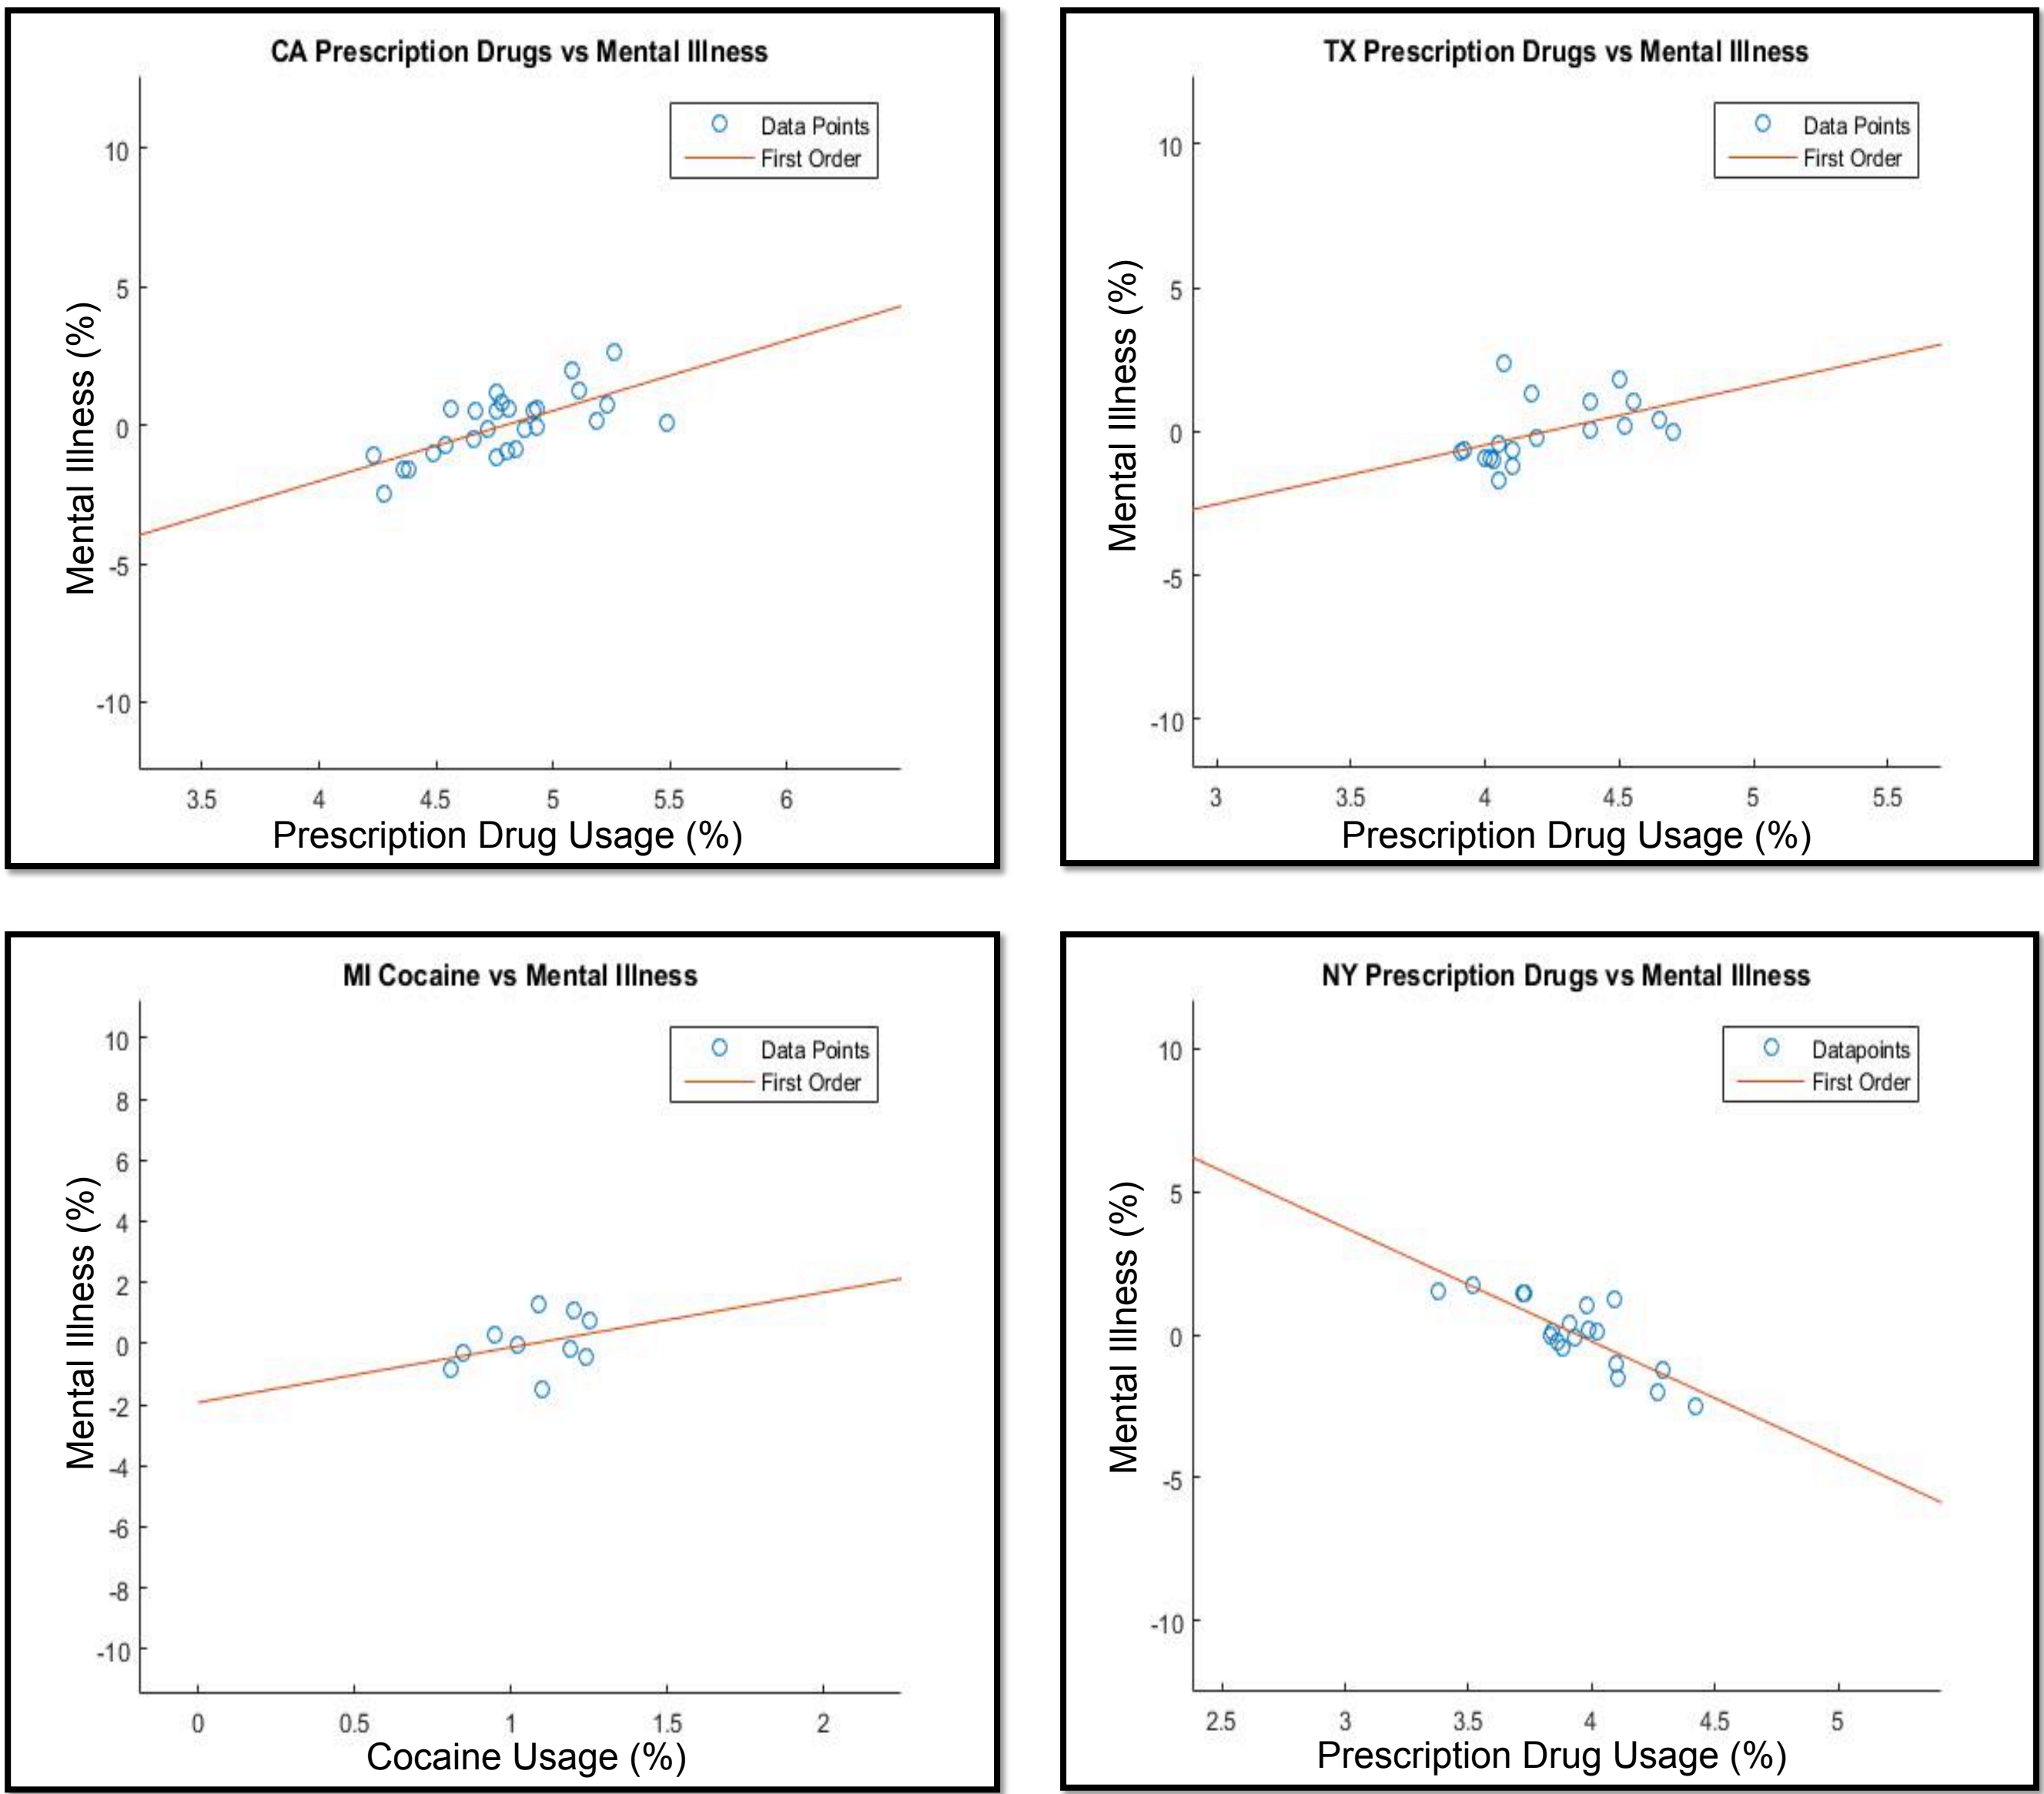 CA Prescription Drugs vs Mental Illness
Data Points
First Order
10
5
0
-5
-10
Mental Illness (%)
3.5 4 4.5 5 5.5 6
Prescription Drug Usage (%)
TX Prescription Drugs vs Mental Illness
Data Points
First Order
10
5
0
-5
-10
Mental Illness (%)
3 3.5 4 4.5 5 5.5
Prescription Drug Usage (%)
MI Cocaine vs Mental Illness
Data Points
First Order
10
8
6
4
2
0
-2
-4
-6
-8
-10
Mental Illness (%)
0 0.5 1 1.5 2
Cocaine Usage (%)
NY Prescription Drugs vs Mental Illness
Datapoints
First Order
10
5
0
-5
-10
Mental Illness (%)
2.5 3 3.5 4 4.5 5
Prescription Drug Usage (%)